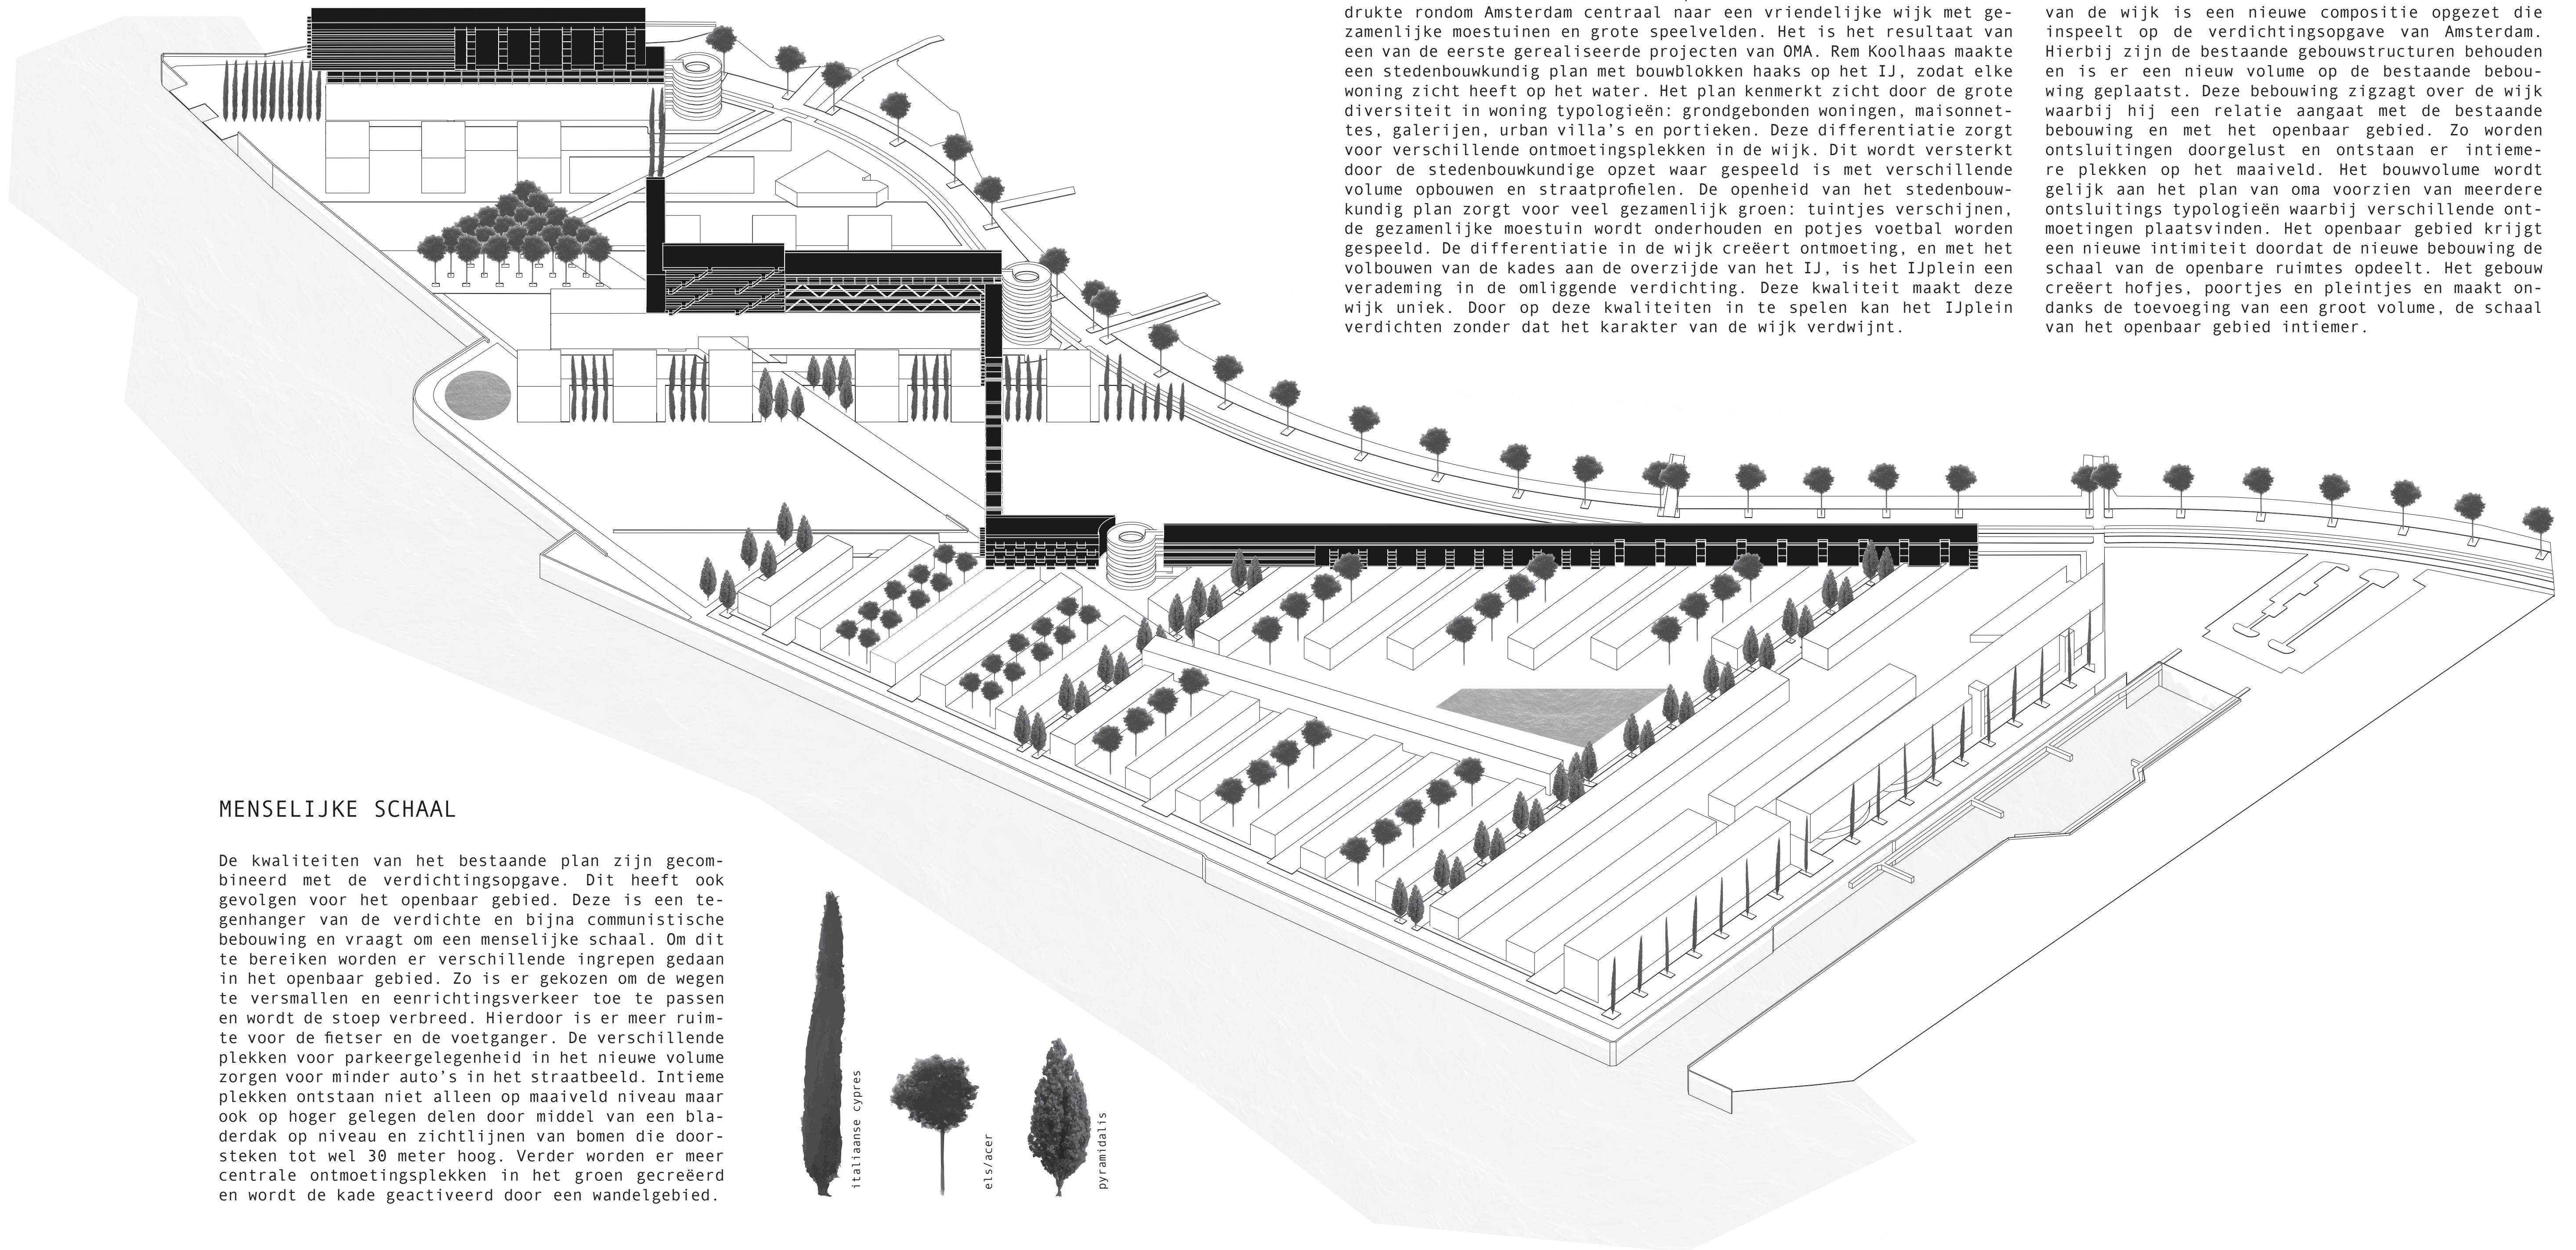 drukte rondom Amsterdam centraal naar een vriendelijke wijk met ge-
zamenlijke moestuinen en grote speelvelden. Het is het resultaat van
een van de eerste gerealiseerde projecten van OMA. Rem Koolhaas maakte
een stedenbouwkundig plan met bouwblokken haaks op het IJ, zodat elke
woning zicht heeft op het water. Het plan kenmerkt zicht door de grote
diversiteit in woning typologieën: grondgebonden woningen, maisonnet-
tes, galerijen, urban villa's en portieken. Deze differentiatie zorgt
voor verschillende ontmoetingsplekken in de wijk. Dit wordt versterkt
door de stedenbouwkundige opzet waar gespeeld is met verschillende
volume opbouwen en straatprofielen. De openheid van het stedenbouw-
kundig plan zorgt voor veel gezamenlijk groen: tuintjes verschijnen,
de gezamenlijke moestuin wordt onderhouden en potjes voetbal worden
gespeeld. De differentiatie in de wijk creëert ontmoeting, en met het
volbouwen van de kades aan de overzijde van het IJ, is het IJplein een
verademing in de omliggende verdichting. Deze kwaliteit maakt deze
wijk uniek. Door op deze kwaliteiten in te spelen kan het IJplein
verdichten zonder dat het karakter van de wijk verdwijnt.
van de wijk is een nieuwe compositie opgezet die
inspeelt op de verdichtingsopgave van Amsterdam.
Hierbij zijn de bestaande gebouwstructuren behouden
en is er een nieuw volume op de bestaande bebou-
wing geplaatst. Deze bebouwing zigzagt over de wijk
waarbij hij een relatie aangaat met de bestaande
bebouwing en met het openbaar gebied. Zo worden
ontsluitingen doorgelust en ontstaan er intieme-
re plekken op het maaiveld. Het bouwvolume wordt
gelijk aan het plan van oma voorzien van meerdere
ontsluitings typologieën waarbij verschillende ont-
moetingen plaatsvinden. Het openbaar gebied krijgt
een nieuwe intimiteit doordat de nieuwe bebouwing de
schaal van de openbare ruimtes opdeelt. Het gebouw
creëert hofjes, poortjes en pleintjes en maakt on-
danks de toevoeging van een groot volume, de schaal
van het openbaar gebied intiemer.
MENSELIJKE SCHAAL
De kwaliteiten van het bestaande plan zijn gecom-
bineerd met de verdichtingsopgave. Dit heeft ook
gevolgen voor het openbaar gebied. Deze is een te-
genhanger van de verdichte en bijna communistische
bebouwing en vraagt om een menselijke schaal. Om dit
te bereiken worden er verschillende ingrepen gedaan
in het openbaar gebied. Zo is er gekozen om de wegen
te versmallen en eenrichtingsverkeer toe te passen
en wordt de stoep verbreed. Hierdoor is er meer ruim-
te voor de fietser en de voetganger. De verschillende
plekken voor parkeergelegenheid in het nieuwe volume
zorgen voor minder auto's in het straatbeeld. Intieme
plekken ontstaan niet alleen op maaiveld niveau maar
ook op hoger gelegen delen door middel van een bla-
derdak op niveau en zichtlijnen van bomen die door-
steken tot wel 30 meter hoog. Verder worden er meer
centrale ontmoetingsplekken in het groen gecreëerd
en wordt de kade geactiveerd door een wandelgebied.
italiaanse cypres
els/acer
pyramidalis